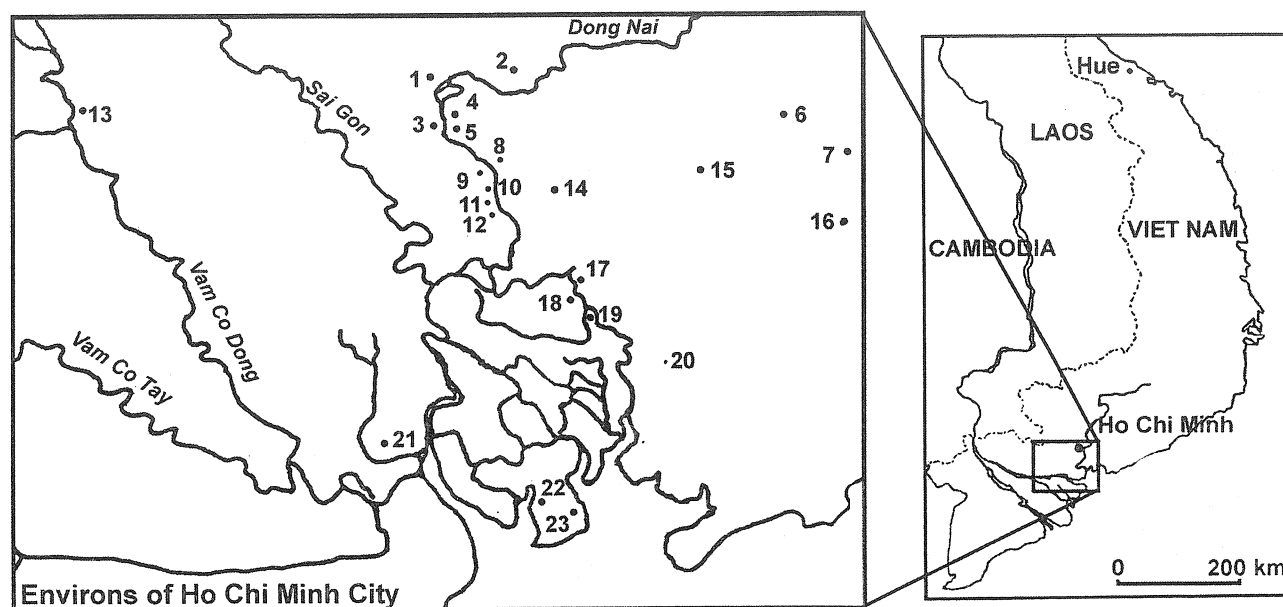 Dong Nai
2
1
Sai Gon
4
13
3
5
6
8
7
9
10
14
15
11
12
16
Vam Co Dong
17
18
19
Vam Co Tay
20
21
22
23
Environs of Ho Chi Minh City
Hue
LAOS
VIET NAM
CAMBODIA
Ho Chi Minh
0 200 km